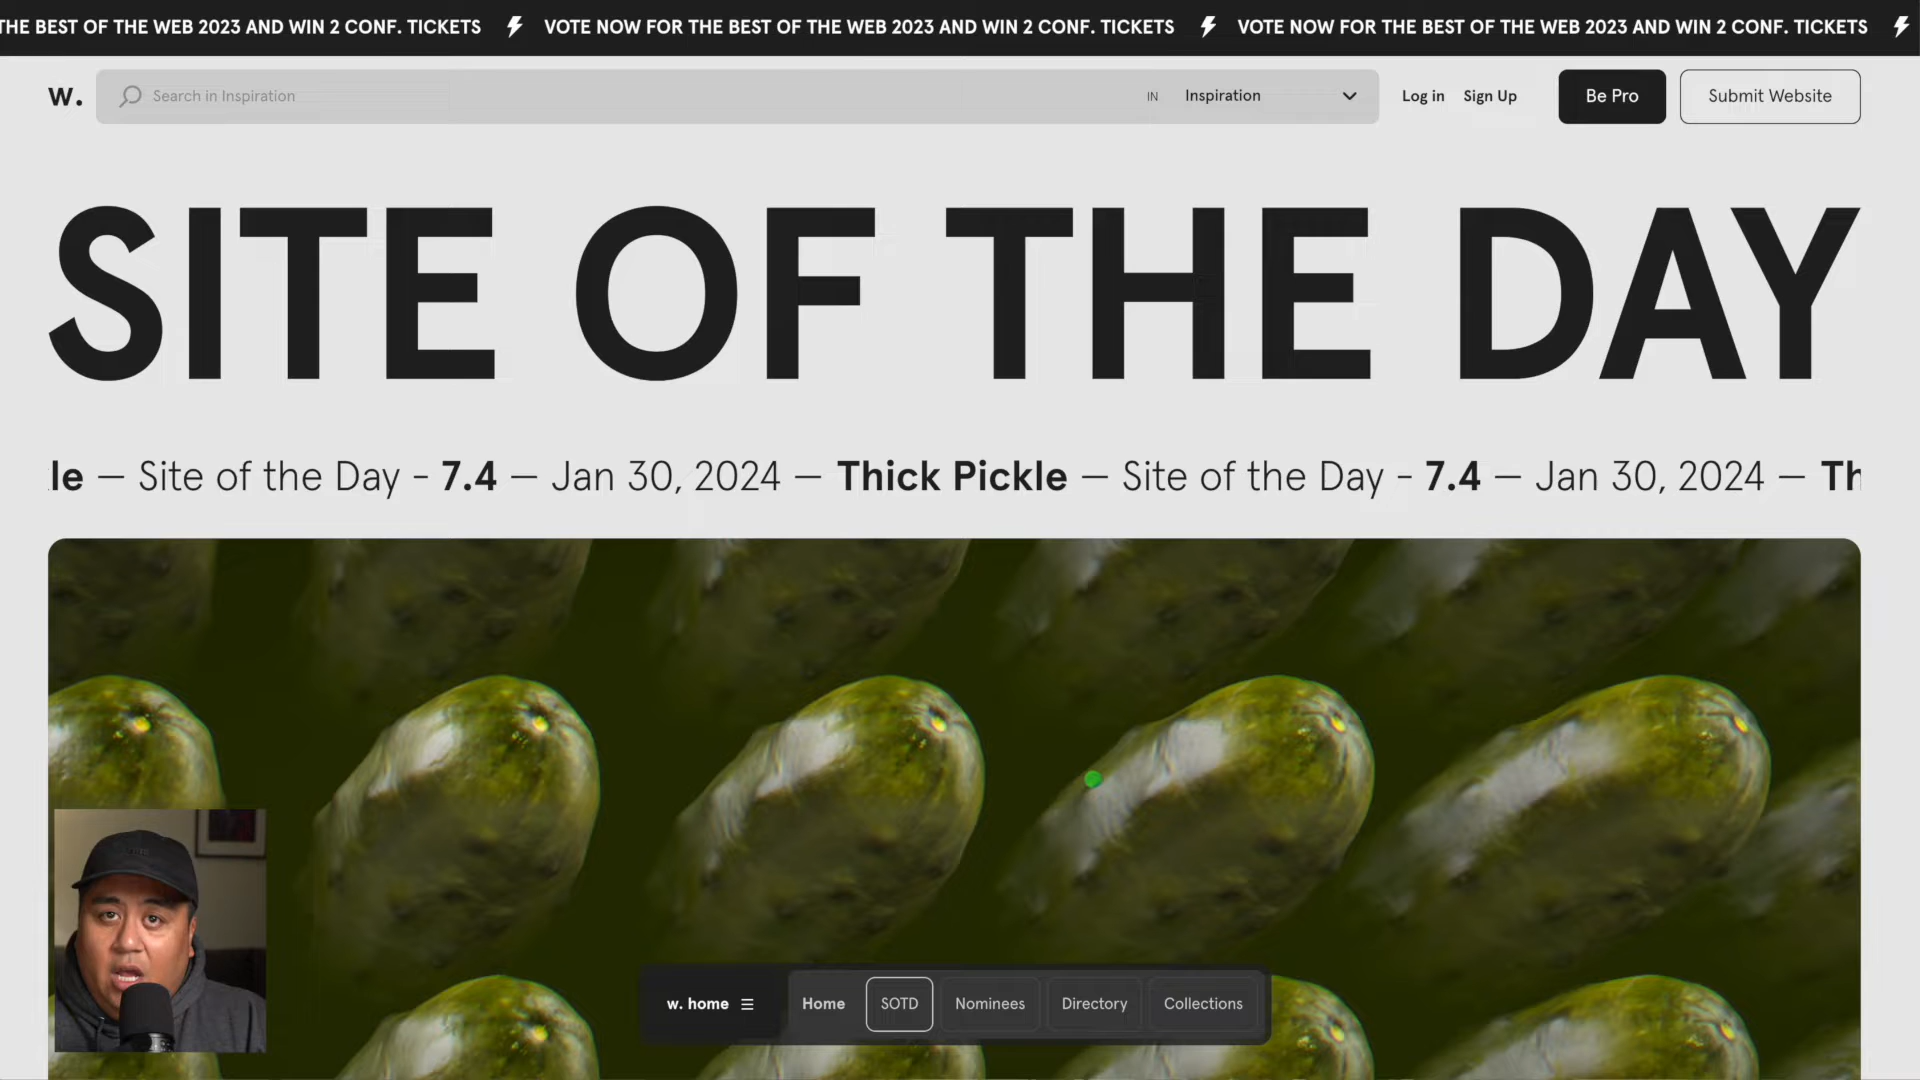 THE BEST OF THE WEB 2023 AND WIN 2 CONF. TICKETS VOTE NOW FOR THE BEST OF THE WEB 2023 AND WIN 2 CONF. TICKETS VOTE NOW FOR THE BEST OF THE WEB 2023 AND WIN 2 CONF. TICKETS
w. Search in Inspiration IN Inspiration Log in Sign Up Be Pro Submit Website
SITE OF THE DAY
le — Site of the Day - 7.4 — Jan 30, 2024 — Thick Pickle — Site of the Day - 7.4 — Jan 30, 2024 — Th
w. home Home SOTD Nominees Directory Collections